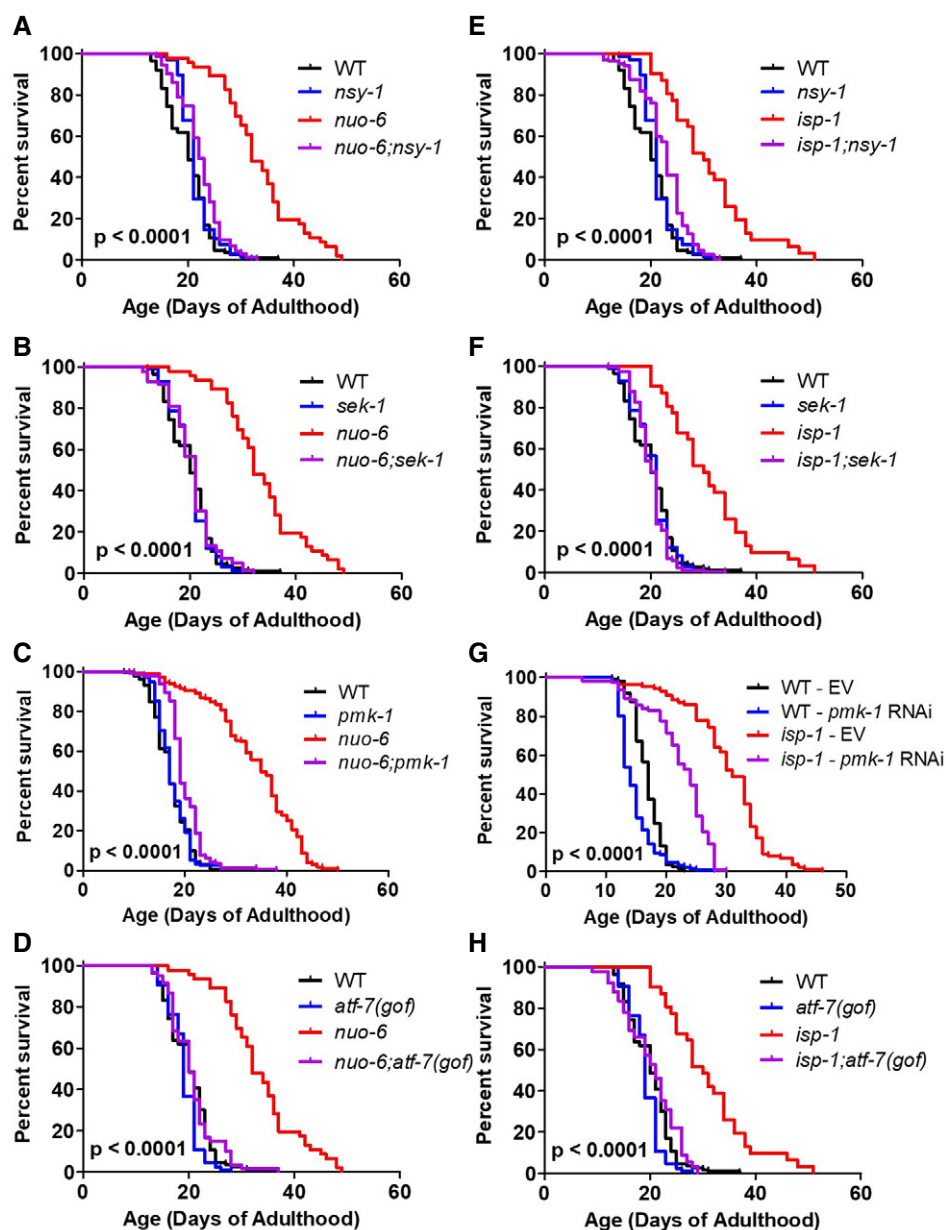 A
Percent survival
100
80
60
40
20
0
WT
nsy-1
nuo-6
nuo-6;nsy-1
p < 0.0001
0 20 40 60
Age (Days of Adulthood)
E
Percent survival
100
80
60
40
20
0
WT
nsy-1
isp-1
isp-1;nsy-1
p < 0.0001
0 20 40 60
Age (Days of Adulthood)
B
Percent survival
100
80
60
40
20
0
WT
sek-1
nuo-6
nuo-6;sek-1
p < 0.0001
0 20 40 60
Age (Days of Adulthood)
F
Percent survival
100
80
60
40
20
0
WT
sek-1
isp-1
isp-1;sek-1
p < 0.0001
0 20 40 60
Age (Days of Adulthood)
C
Percent survival
100
80
60
40
20
0
WT
pmk-1
nuo-6
nuo-6;pmk-1
p < 0.0001
0 20 40 60
Age (Days of Adulthood)
G
Percent survival
100
80
60
40
20
0
WT - EV
WT - pmk-1 RNAi
isp-1 - EV
isp-1 - pmk-1 RNAi
p < 0.0001
0 10 20 30 40 50
Age (Days of Adulthood)
D
Percent survival
100
80
60
40
20
0
WT
atf-7(gof)
nuo-6
nuo-6;atf-7(gof)
p < 0.0001
0 20 40 60
Age (Days of Adulthood)
H
Percent survival
100
80
60
40
20
0
WT
atf-7(gof)
isp-1
isp-1;atf-7(gof)
p < 0.0001
0 20 40 60
Age (Days of Adulthood)